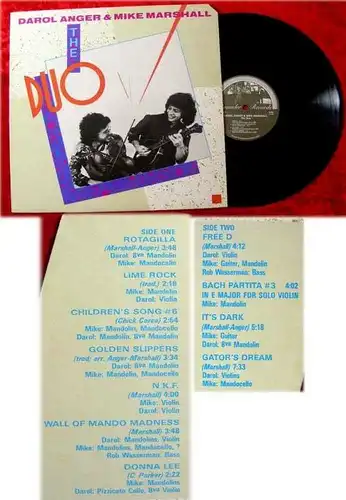 DAROL ANGER & MIKE MARSHALL
THE
DUO
SIDE ONE
ROTAGILLA
(Marshall-Anger) 3:48
Darol: 8va Mandolin
Mike: Mandocello
LIME ROCK
(trad.) 2:18
Mike: Mandolin
Darol: Violin
CHILDREN'S SONG #6
(Chick Corea) 2:54
Mike: Mandolin, Mandocello
Darol: Mandolin, 8va Mandolin
GOLDEN SLIPPERS
(trad; arr. Anger-Marshall) 3:34
Darol: 8va Mandolin
Mike: Mandolin, Mandocello
N.K.F.
(Marshall) 4:00
Mike: Violin
Darol: Violin
WALL OF MANDO MADNESS
(Marshall) 3:48
Darol: Mandolins, Violin
Mike: Mandolins, Mandocellos, ?
Rob Wasserman: Bass
DONNA LEE
(C. Parker) 2:22
Darol: Pizzicato Cello, 8va Violin
SIDE TWO
FREE D
(Marshall) 4:12
Darol: Violin
Mike: Guitar, Mandolin
Rob Wasserman: Bass
BACH PARTITA #3 4:02
IN E MAJOR FOR SOLO VIOLIN
Mike: Mandolin
IT'S DARK
(Anger-Marshall) 5:18
Mike: Guitar
Darol: 8va Mandolin
GATOR'S DREAM
(Marshall) 7:33
Darol: Violins
Mike: Mandocello